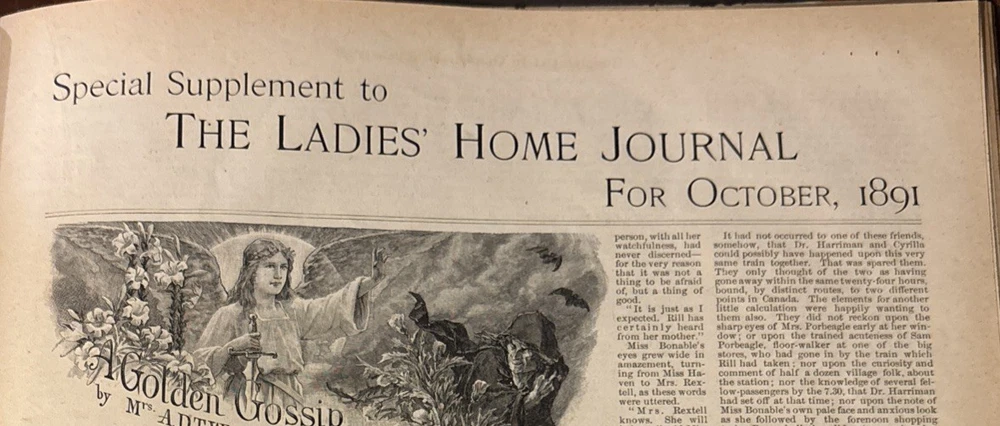 Special Supplement to
THE LADIES' HOME JOURNAL
FOR OCTOBER, 1891
A Golden Gossip
by Mrs.
person, with all her
watchfulness, had
never discerned—
for the very reason
that it was not a
thing to be afraid
of, but a thing of
good.
"It is just as I
expected. Rill has
certainly heard
from her mother."
Miss Bonable's
eyes grew wide in
amazement, turn-
ing from Miss Ha-
ven to Mrs. Rex-
tell, as these words
were uttered.
"Mrs. Rextell
knows. She will
It had not occurred to one of these friends,
somehow, that Dr. Harriman and Cyrilla
could possibly have happened upon this very
same train together. That was spared them.
They only thought of the two as having
gone away within the same twenty-four hours,
bound, by distinct routes, to two different
points in Canada. The elements for another
little calculation were happily wanting to
them also. They did not reckon upon the
sharp eyes of Mrs. Porbeagle early at her win-
dow; or upon the trained acuteness of Sam
Porbeagle, floor-walker at one of the big
stores, who had gone in by the train which
Rill had taken; nor upon the curiosity and
comment of half a dozen village folk, about
the station; nor the knowledge of several fel-
low-passengers by the 7.30, that Dr. Harriman
had set off at that time; nor upon the note of
Miss Bonable's own pale face and anxious look
as she followed by the forenoon shopping